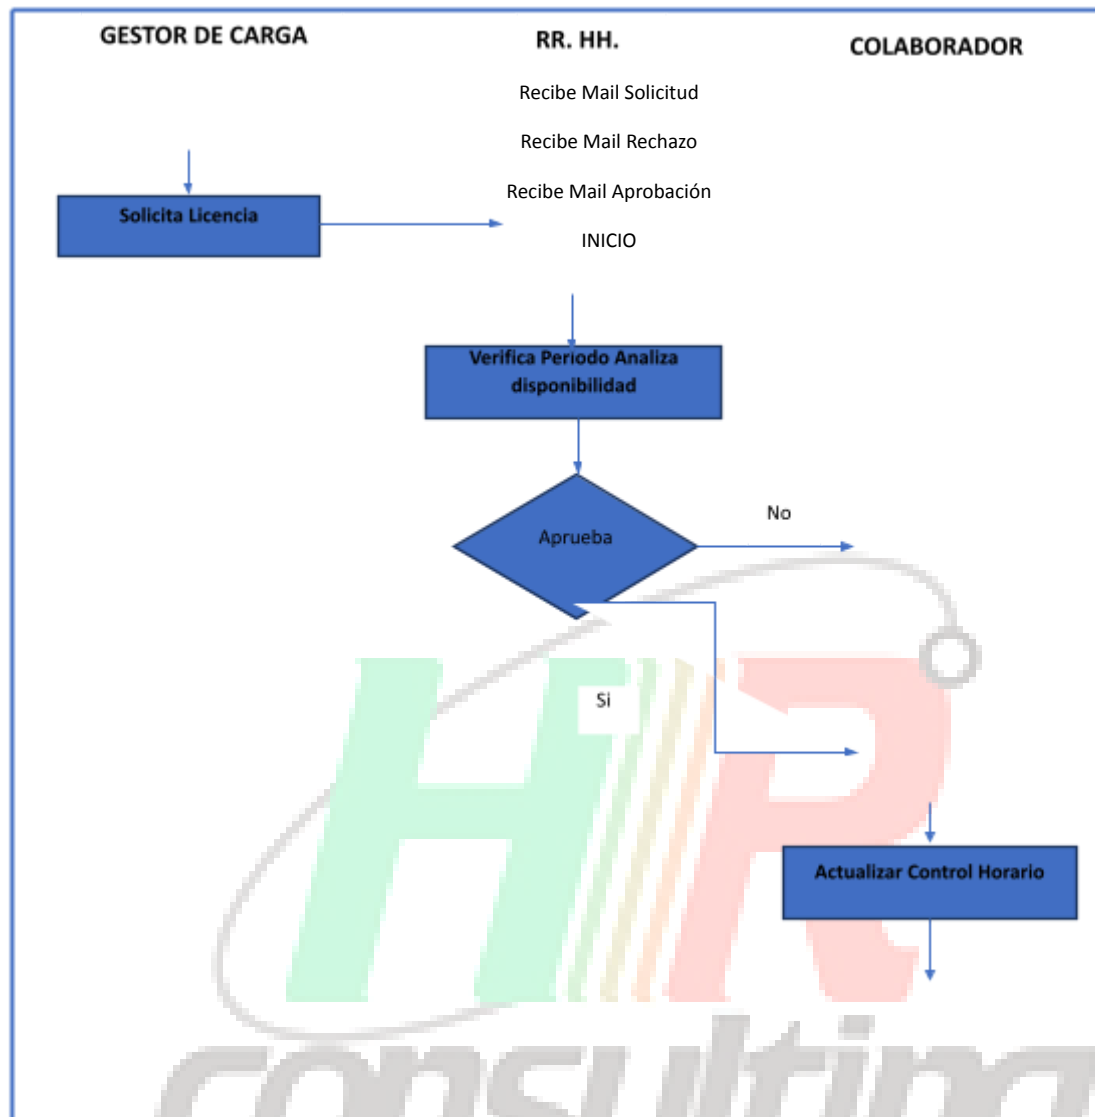 GESTOR DE CARGA
RR. HH.
COLABORADOR
Recibe Mail Solicitud
Recibe Mail Rechazo
Recibe Mail Aprobación
Solicita Licencia
INICIO
Verifica Periodo Analiza
disponibilidad
Aprueba
No
Si
Actualizar Control Horario
HR
consulting